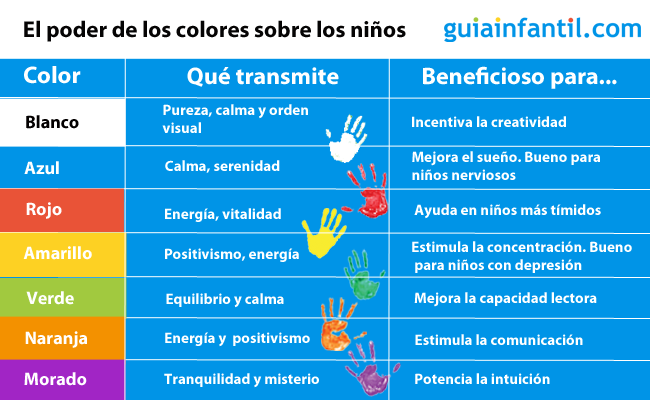 El poder de los colores sobre los niños
guiainfantil.com
Color
Qué transmite
Beneficioso para...
Blanco
Pureza, calma y orden
visual
Incentiva la creatividad
Azul
Calma, serenidad
Mejora el sueño. Bueno para
niños nerviosos
Rojo
Energía, vitalidad
Ayuda en niños más tímidos
Amarillo
Positivismo, energía
Estimula la concentración. Bueno
para niños con depresión
Verde
Equilibrio y calma
Mejora la capacidad lectora
Naranja
Energía y positivismo
Estimula la comunicación
Morado
Tranquilidad y misterio
Potencia la intuición